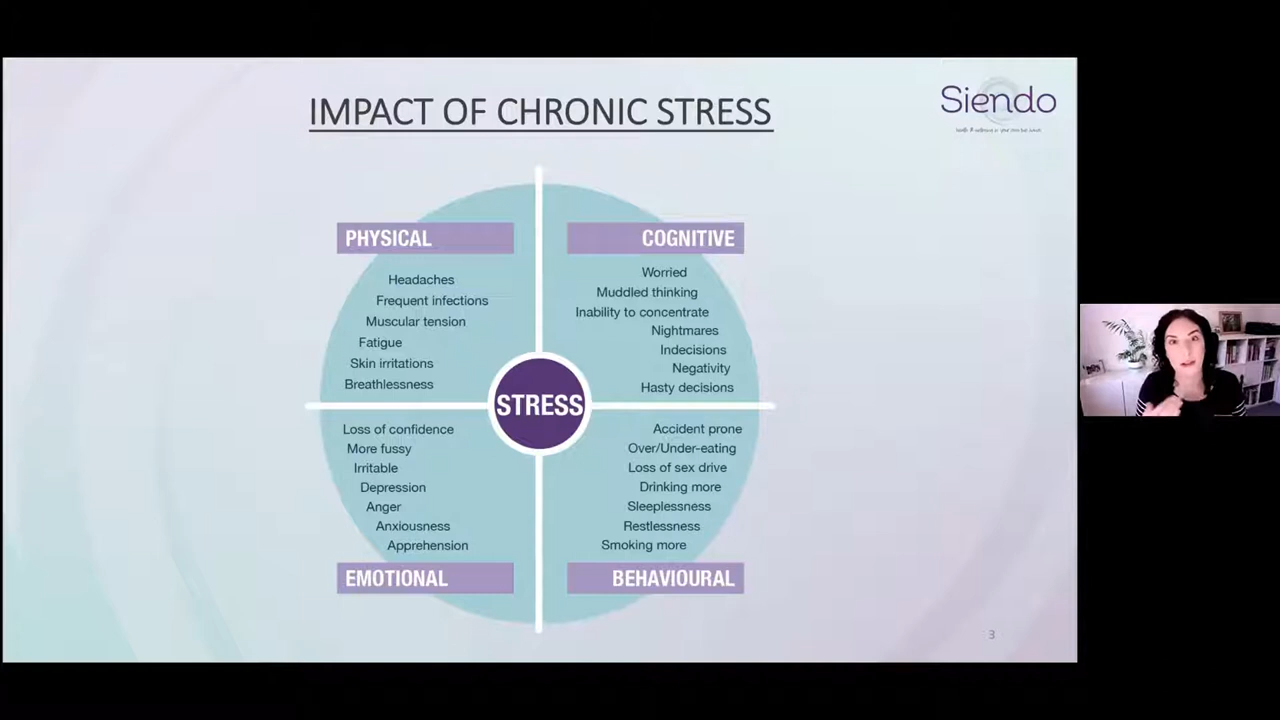 IMPACT OF CHRONIC STRESS
Siendo
PHYSICAL
Headaches
Frequent infections
Muscular tension
Fatigue
Skin irritations
Breathlessness
COGNITIVE
Worried
Muddled thinking
Inability to concentrate
Nightmares
Indecisions
Negativity
Hasty decisions
STRESS
Loss of confidence
More fussy
Irritable
Depression
Anger
Anxiousness
Apprehension
EMOTIONAL
Accident prone
Over/Under-eating
Loss of sex drive
Drinking more
Sleeplessness
Restlessness
Smoking more
BEHAVIOURAL
3